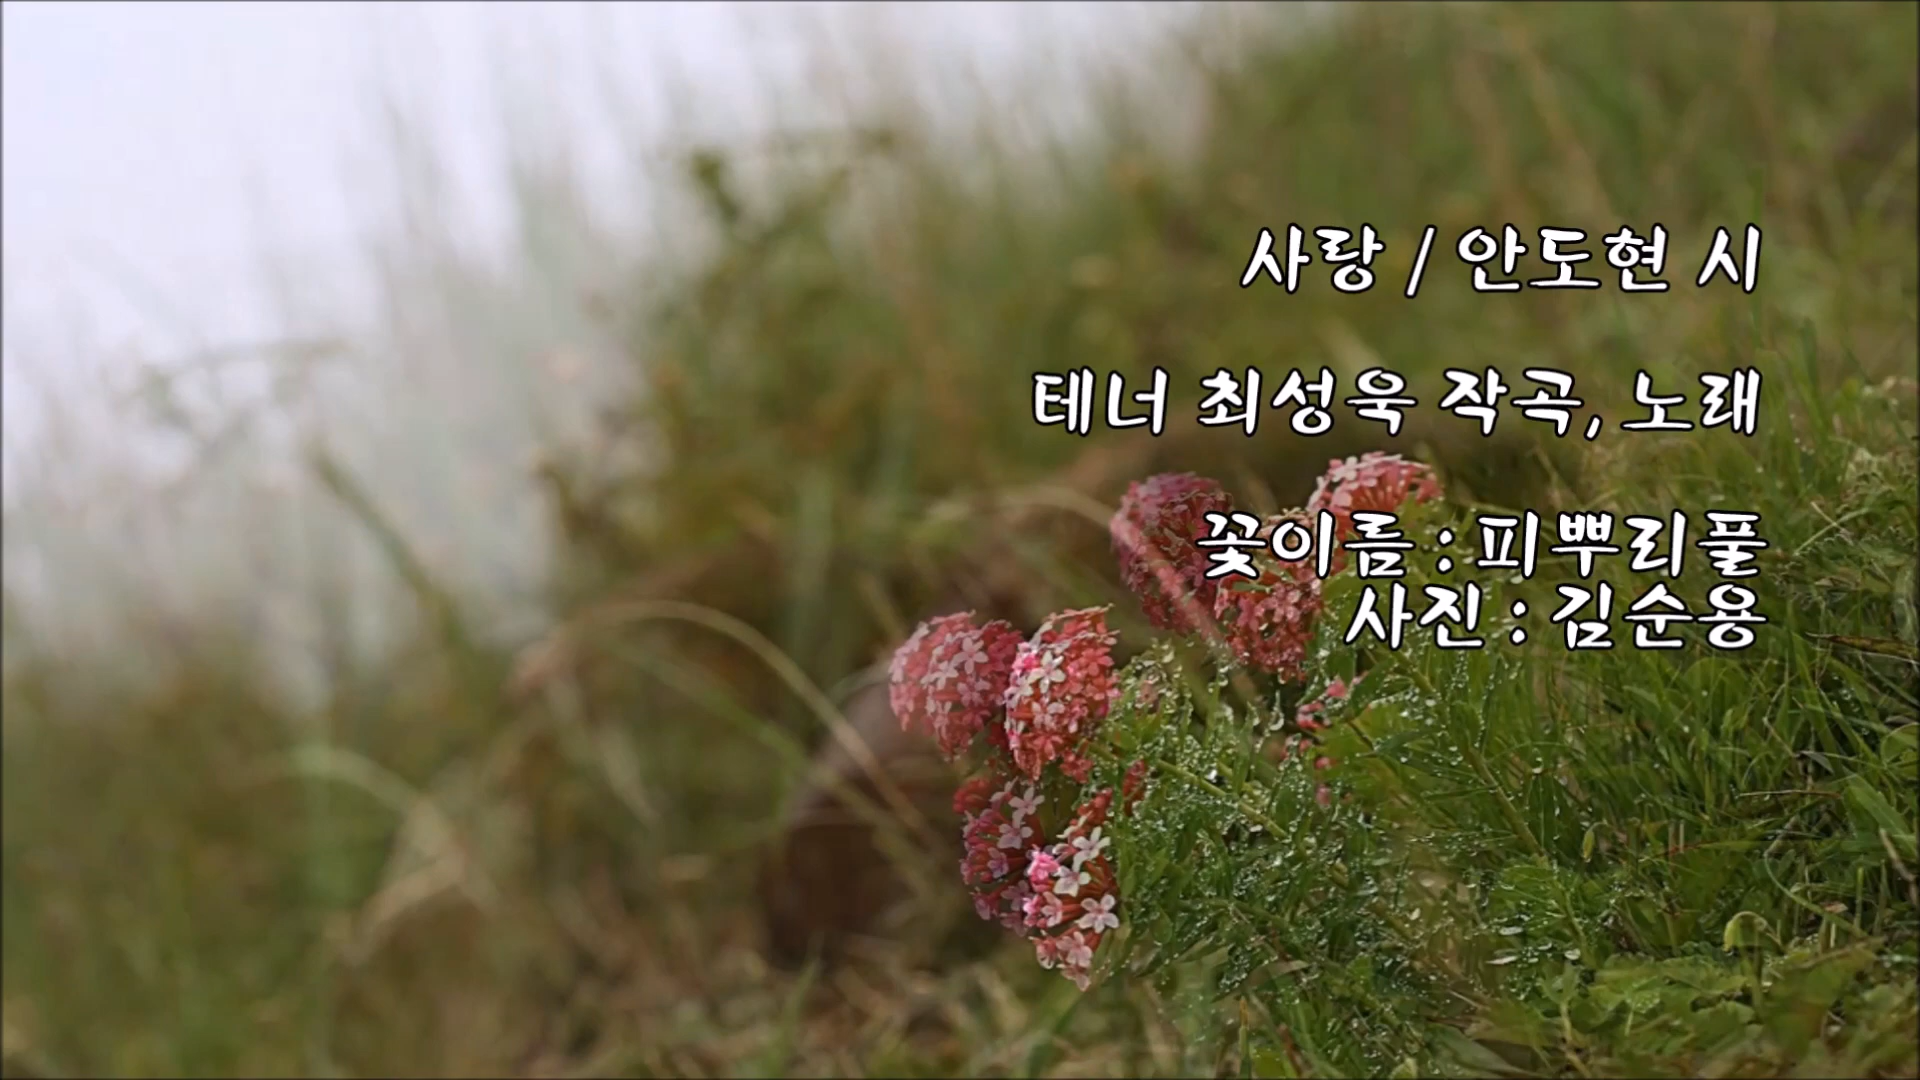 사랑 / 안도현 시
테너 최성욱 작곡, 노래
꽃이름 : 피뿌리풀
사진 : 김순용